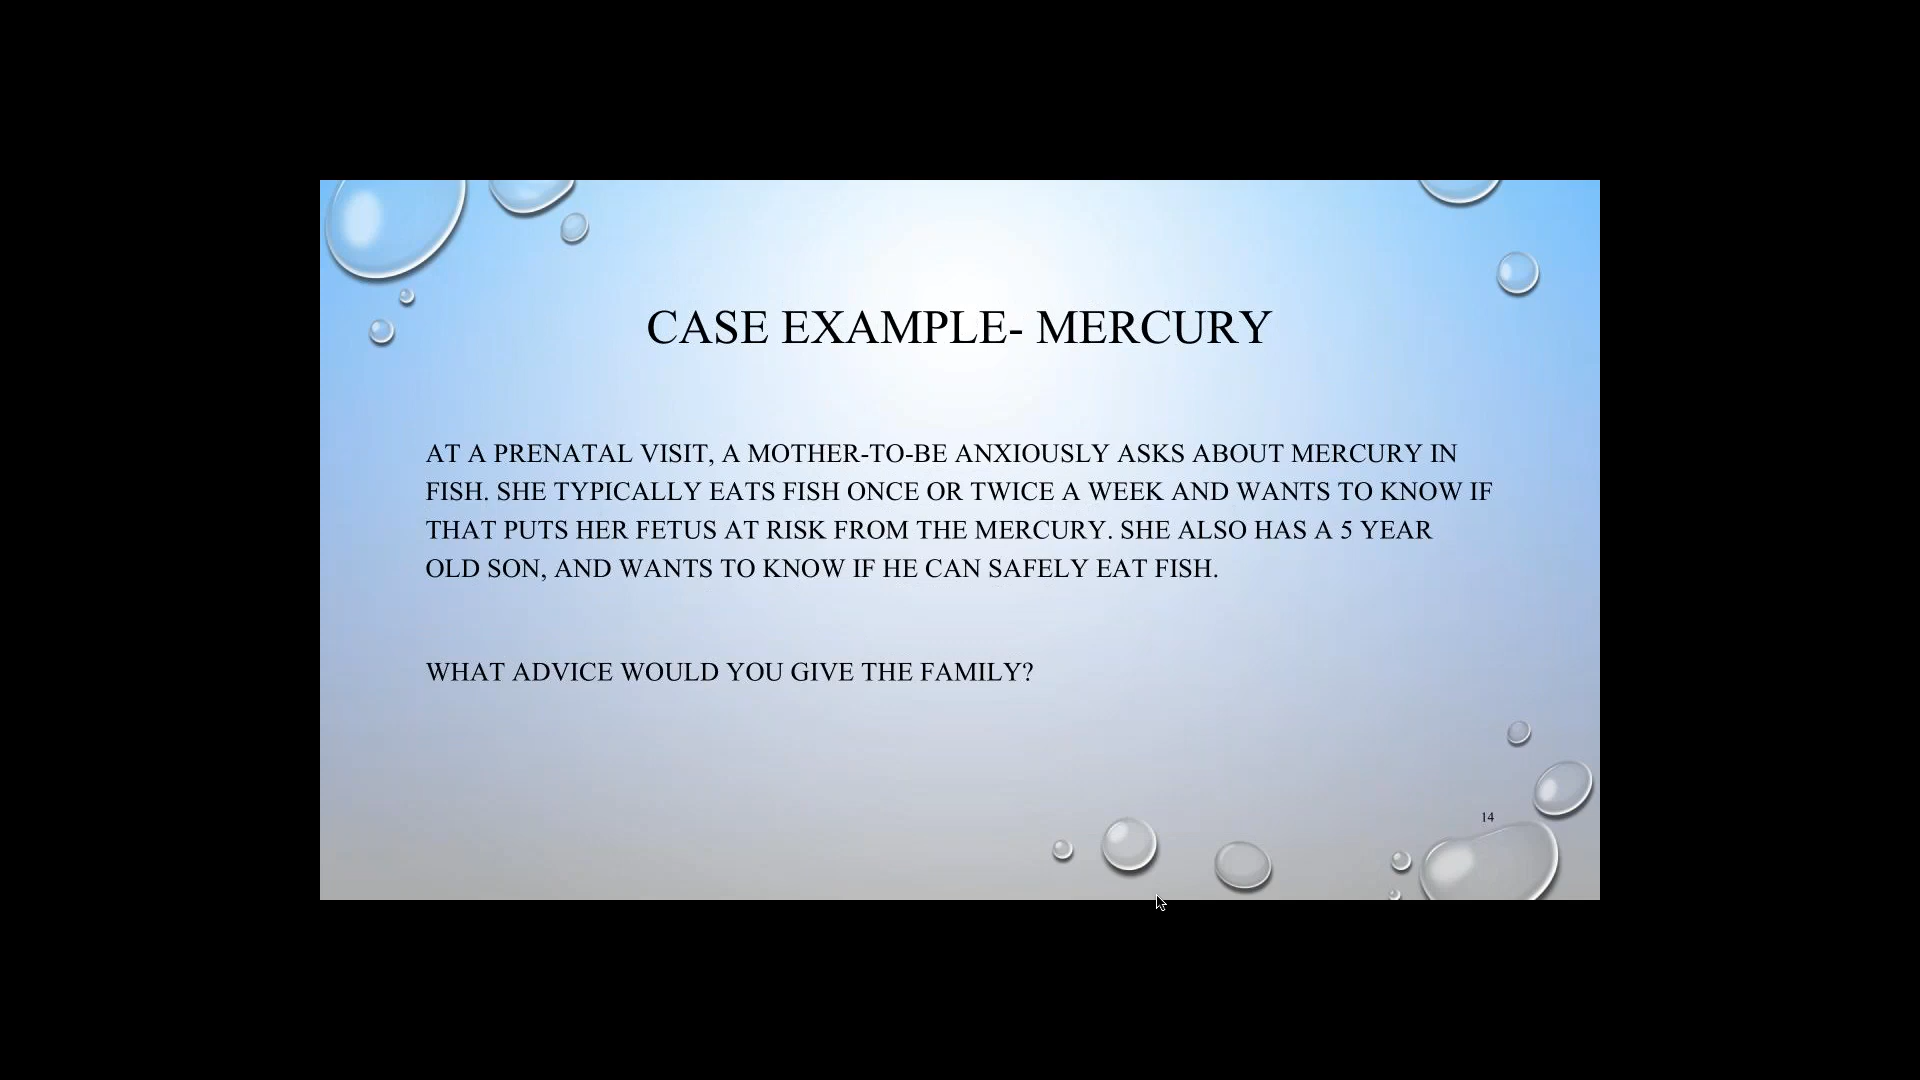 CASE EXAMPLE- MERCURY
AT A PRENATAL VISIT, A MOTHER-TO-BE ANXIOUSLY ASKS ABOUT MERCURY IN
FISH. SHE TYPICALLY EATS FISH ONCE OR TWICE A WEEK AND WANTS TO KNOW IF
THAT PUTS HER FETUS AT RISK FROM THE MERCURY. SHE ALSO HAS A 5 YEAR
OLD SON, AND WANTS TO KNOW IF HE CAN SAFELY EAT FISH.
WHAT ADVICE WOULD YOU GIVE THE FAMILY?
14